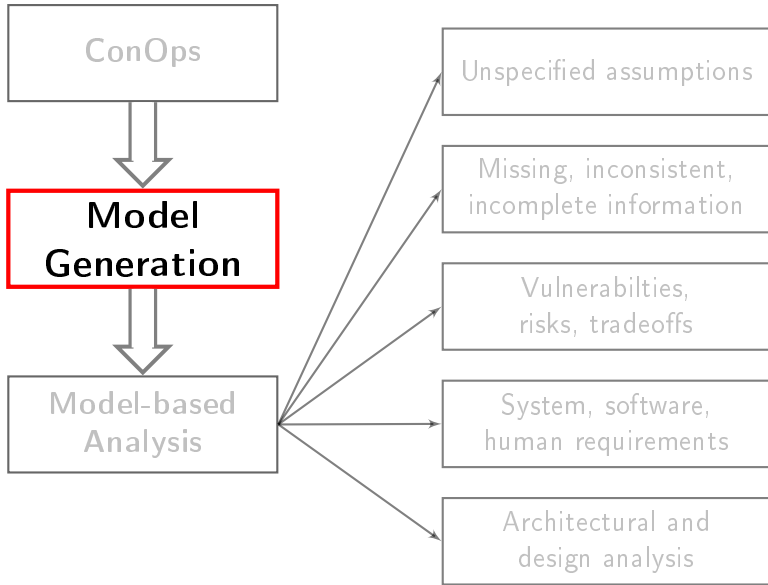 ConOps
Model
Generation
Model-based
Analysis
Unspecified assumptions
Missing, inconsistent,
incomplete information
Vulnerabilties,
risks, tradeoffs
System, software,
human requirements
Architectural and
design analysis